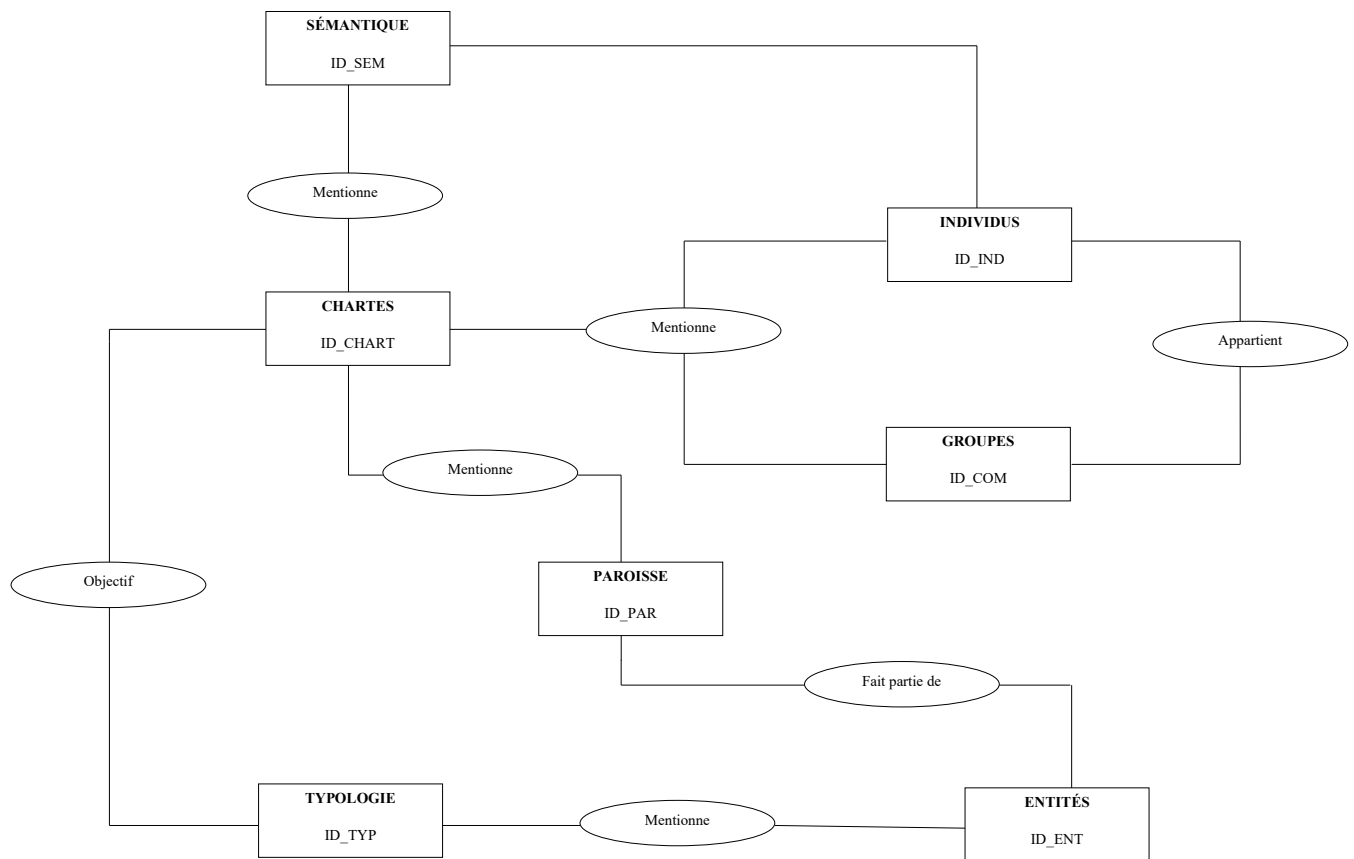 SÉMANTIQUE
ID_SEM
Mentionne
INDIVIDUS
ID_IND
CHARTES
ID_CHART
Mentionne
Appartient
GROUPES
ID_COM
Mentionne
Objectif
PAROISSE
ID_PAR
Fait partie de
TYPOLOGIE
ID_TYP
Mentionne
ENTITÉS
ID_ENT